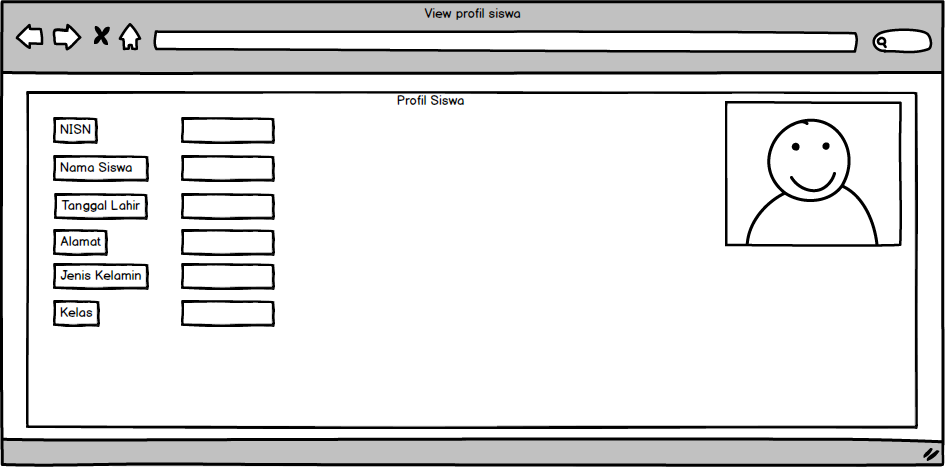 View profil siswa
Profil Siswa
NISN
Nama Siswa
Tanggal Lahir
Alamat
Jenis Kelamin
Kelas